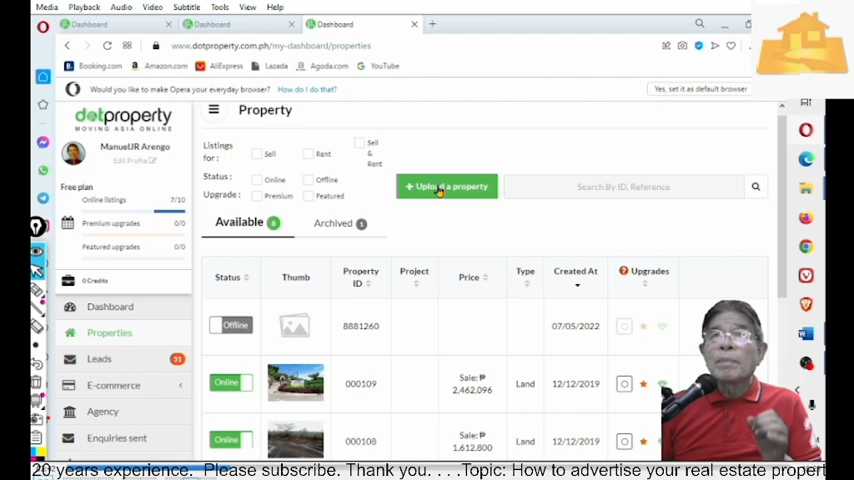 Media Playback Audio Video Subtitle Tools View Help
Dashboard Dashboard Dashboard
www.dotproperty.com.ph/my-dashboard/properties
Booking.com Amazon.com AliExpress Lazada Agoda.com YouTube
Would you like to make Opera your everyday browser? How do I do that? Yes, set it as default browser
dotproperty
MOVING ASIA ONLINE
ManuelJR Arengo
Edit Profile
Free plan
Online listings 7/10
Premium upgrades 0/0
Featured upgrades 0/0
0 Credits
Dashboard
Properties
Leads 31
E-commerce
Agency
Enquiries sent
Property
Listings for: Sell Rent Sell & Rent
Status: Online Offline
Upgrade: Premium Featured
+ Upload a property
Search By ID, Reference
Available 8 Archived 1
Status Thumb Property ID Project Price Type Created At Upgrades
Offline 8881260 07/05/2022
Online 000109 Sale: ₱ 2,462,096 Land 12/12/2019
Online 000108 Sale: ₱ 1,612,800 Land 12/12/2019
20 years experience. Please subscribe. Thank you. . . .Topic: How to advertise your real estate propert